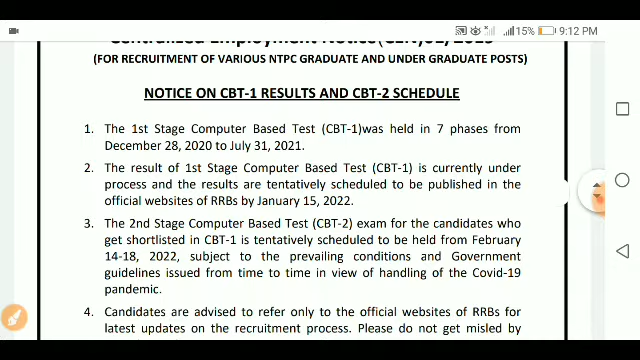 15% 9:12 PM
Centralized Employment Notice(CEN)
(FOR RECRUITMENT OF VARIOUS NTPC GRADUATE AND UNDER GRADUATE POSTS)
NOTICE ON CBT-1 RESULTS AND CBT-2 SCHEDULE
1. The 1st Stage Computer Based Test (CBT-1)was held in 7 phases from
December 28, 2020 to July 31, 2021.
2. The result of 1st Stage Computer Based Test (CBT-1) is currently under
process and the results are tentatively scheduled to be published in the
official websites of RRBs by January 15, 2022.
3. The 2nd Stage Computer Based Test (CBT-2) exam for the candidates who
get shortlisted in CBT-1 is tentatively scheduled to be held from February
14-18, 2022, subject to the prevailing conditions and Government
guidelines issued from time to time in view of handling of the Covid-19
pandemic.
4. Candidates are advised to refer only to the official websites of RRBs for
latest updates on the recruitment process. Please do not get misled by